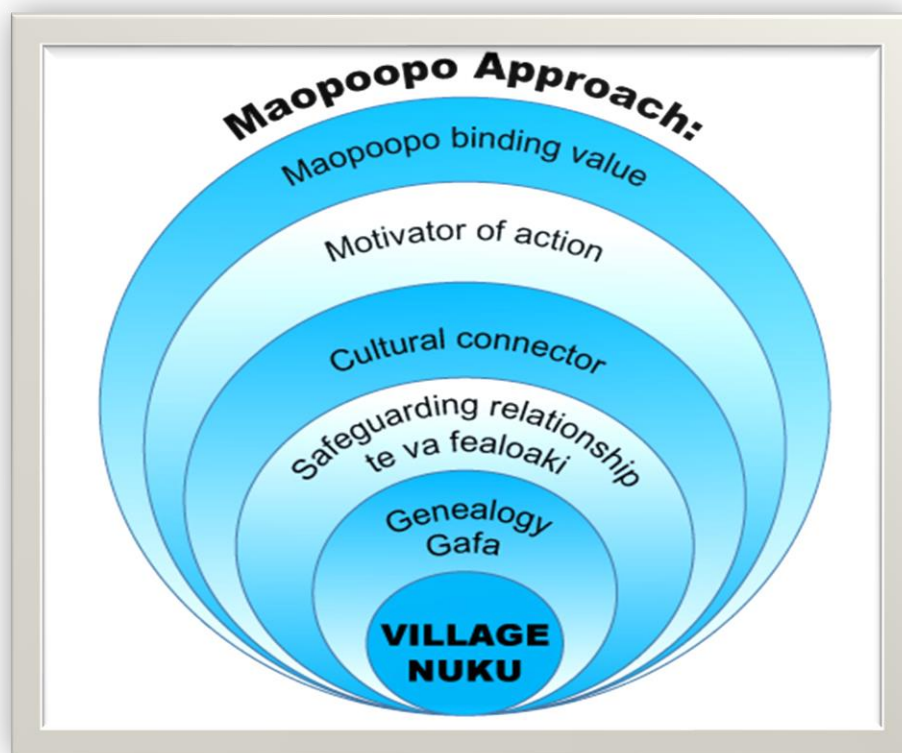 Maopoopo Approach:
Maopoopo binding value
Motivator of action
Cultural connector
Safeguarding relationship
te va fealoaki
Genealogy
Gafa
VILLAGE
NUKU